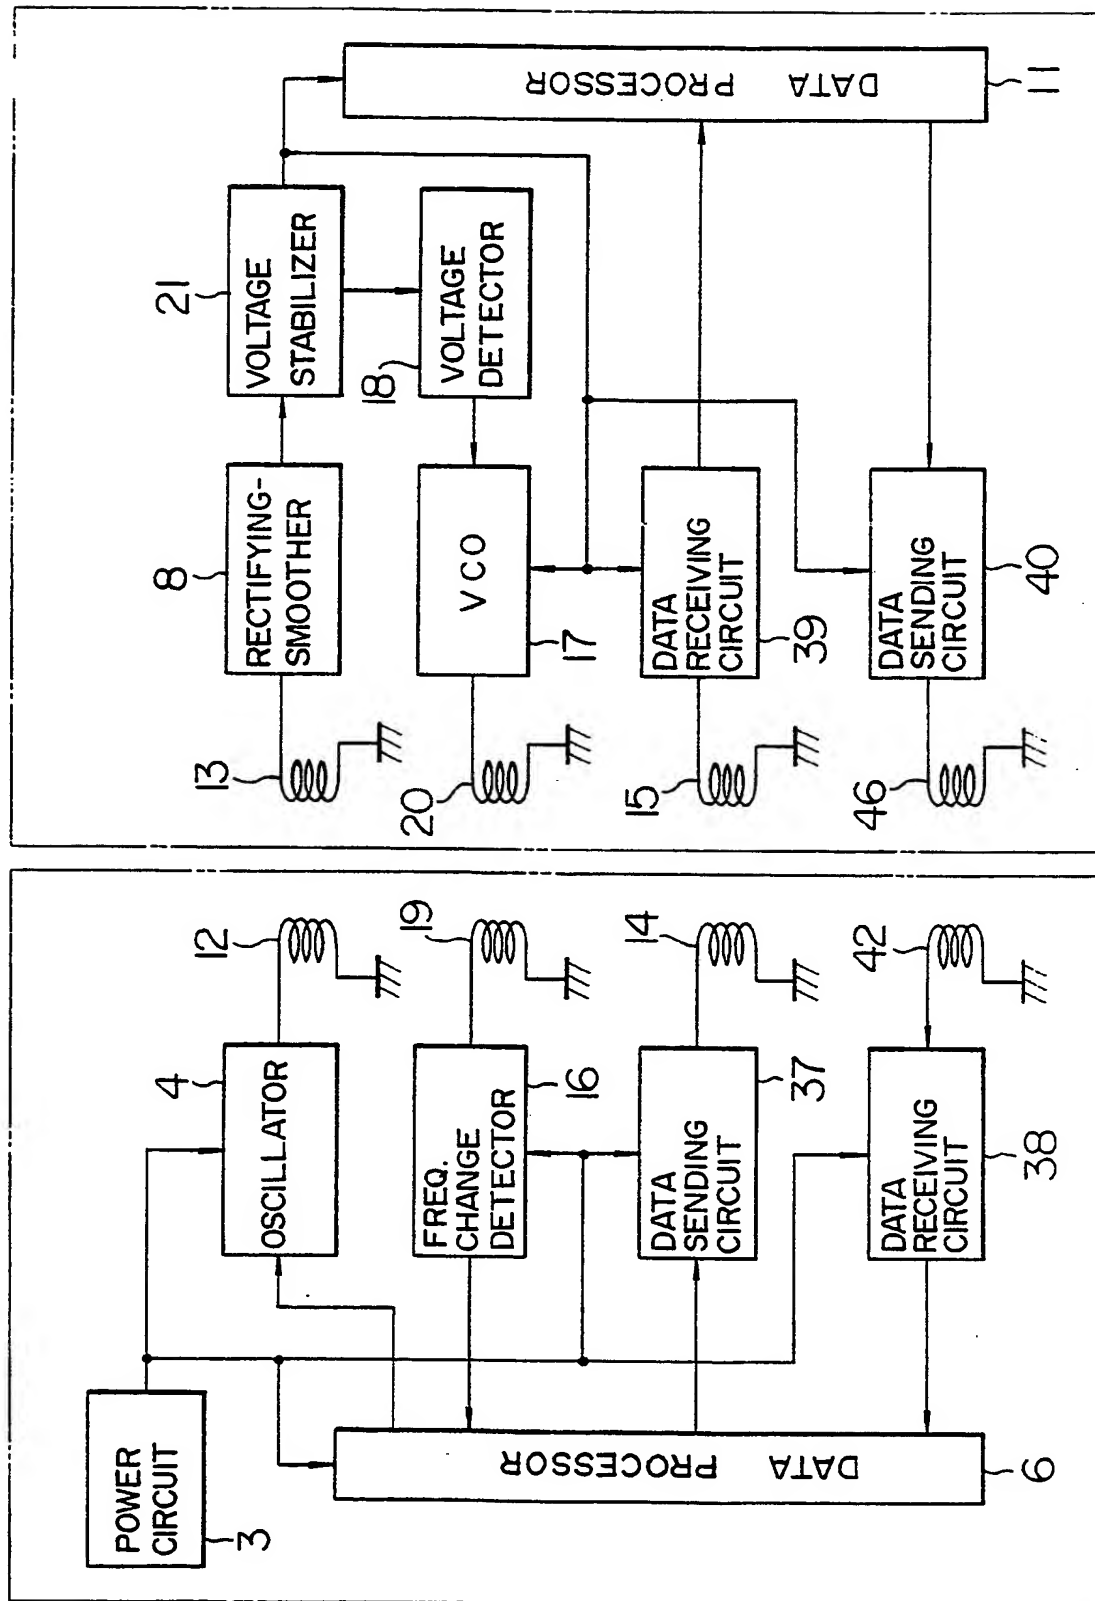 POWER
CIRCUIT
3
DATA PROCESSOR
6
OSCILLATOR
4
12
FREQ.
CHANGE
DETECTOR
16
19
DATA
SENDING
CIRCUIT
37
14
DATA
RECEIVING
CIRCUIT
38
42
13
8
RECTIFYING-
SMOOTHER
21
VOLTAGE
STABILIZER
18
VOLTAGE
DETECTOR
20
VCO
17
15
DATA
RECEIVING
CIRCUIT
39
46
DATA
SENDING
CIRCUIT
40
DATA PROCESSOR
11